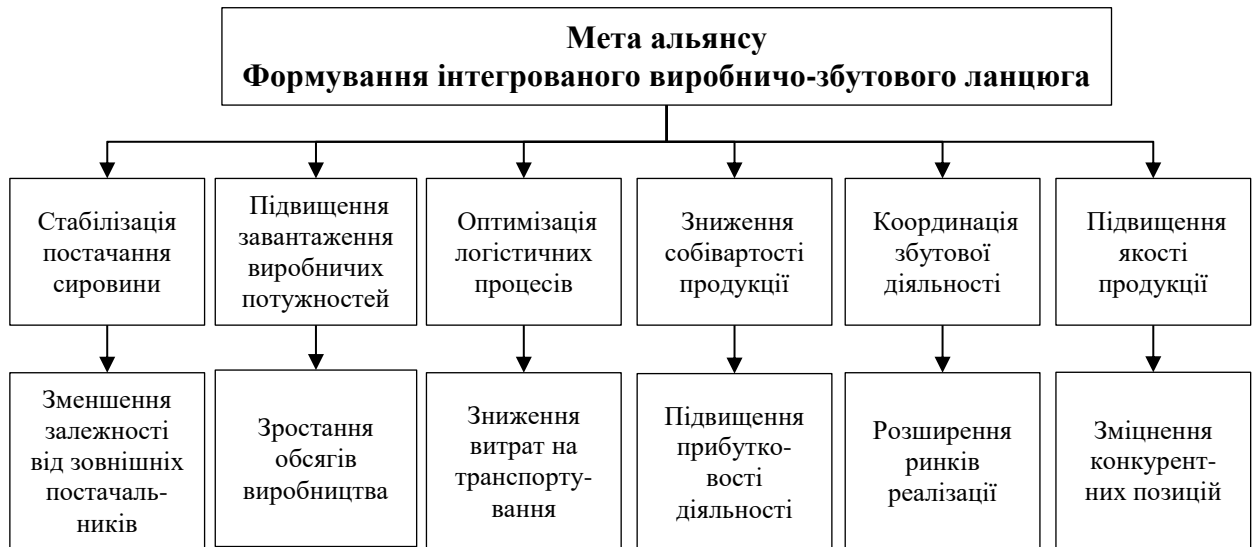 Мета альянсу
Формування інтегрованого виробничо-збутового ланцюга
Стабілізація
постачання
сировини
Підвищення
завантаження
виробничих
потужностей
Оптимізація
логістичних
процесів
Зниження
собівартості
продукції
Координація
збутової
діяльності
Підвищення
якості
продукції
Зменшення
залежності
від зовнішніх
постачаль-
ників
Зростання
обсягів
виробництва
Зниження
витрат на
транспорту-
вання
Підвищення
прибутко-
вості
діяльності
Розширення
ринків
реалізації
Зміцнення
конкурент-
них позицій